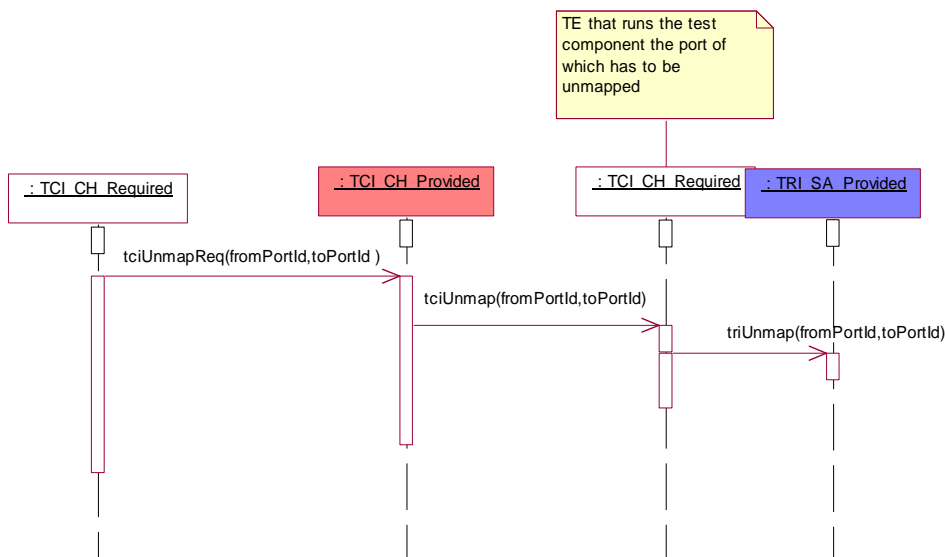 TE that runs the test
component the port of
which has to be
unmapped
: TCI_CH_Required
: TCI_CH_Provided
: TCI_CH_Required
: TRI_SA_Provided
tciUnmapReq(fromPortId,toPortId )
tciUnmap(fromPortId,toPortId)
triUnmap(fromPortId,toPortId)